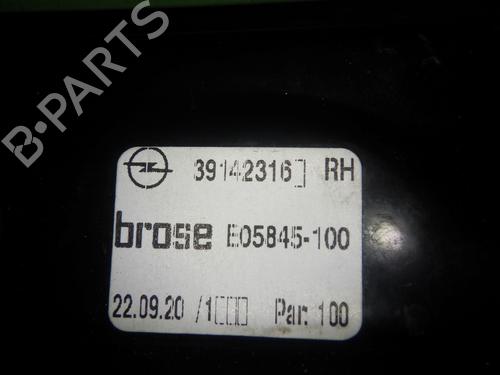 39142316 RH
brose E05845-100
22.09.20 /1 Par: 100
B-PARTS